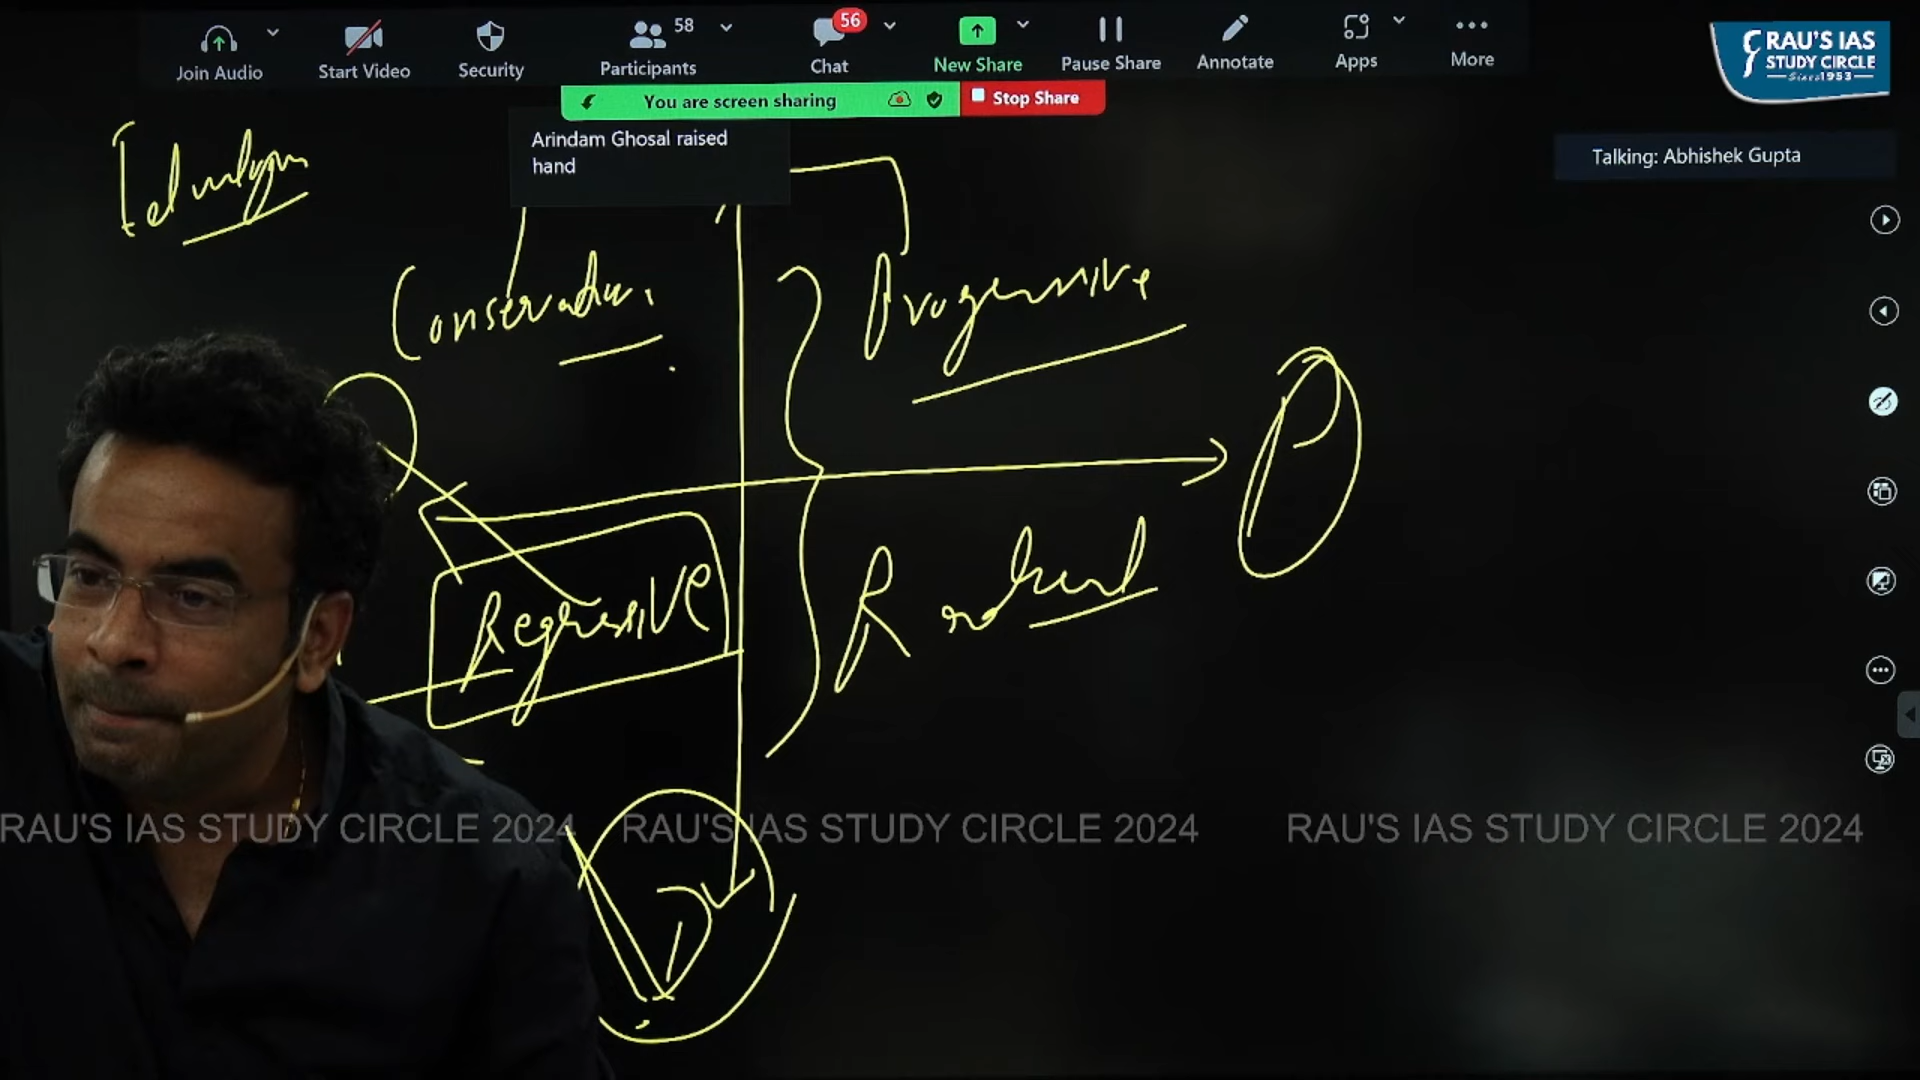 58
56
Join Audio
Start Video
Security
Participants
Chat
New Share
Pause Share
Annotate
Apps
More
RAU'S IAS
STUDY CIRCLE
Since 1953
You are screen sharing
Stop Share
Arindam Ghosal raised
hand
Talking: Abhishek Gupta
Progressive
Regressive
P
RAU'S IAS STUDY CIRCLE 2024 RAU'S IAS STUDY CIRCLE 2024 RAU'S IAS STUDY CIRCLE 2024